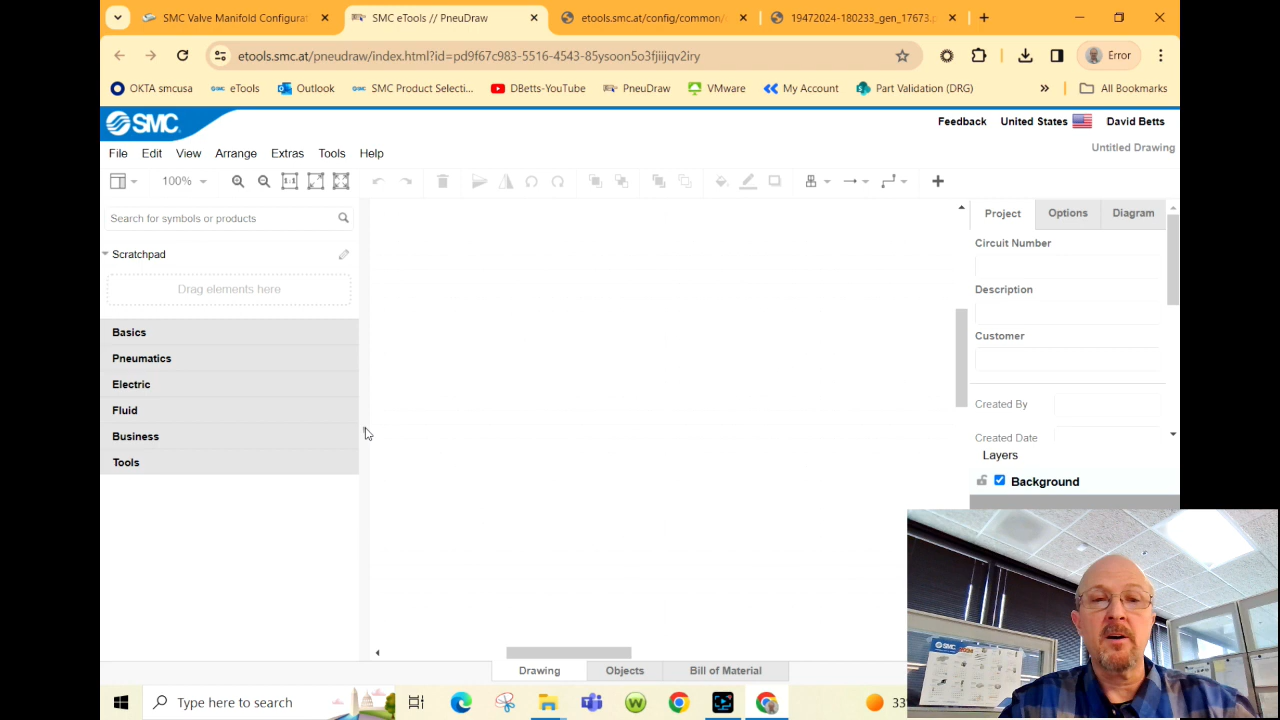 SMC Valve Manifold Configurat
SMC eTools // PneuDraw
etools.smc.at/config/common/
19472024-180233_gen_17673.p
etools.smc.at/pneudraw/index.html?id=pd9f67c983-5516-4543-85ysoon5o3fjiijqv2iry
Error
OKTA smcusa
eTools
Outlook
SMC Product Selecti...
DBetts-YouTube
PneuDraw
VMware
My Account
Part Validation (DRG)
All Bookmarks
SMC
Feedback
United States
David Betts
File
Edit
View
Arrange
Extras
Tools
Help
Untitled Drawing
100%
1:1
Search for symbols or products
Scratchpad
Drag elements here
Basics
Pneumatics
Electric
Fluid
Business
Tools
Project
Options
Diagram
Circuit Number
Description
Customer
Created By
Created Date
Layers
Background
Drawing
Objects
Bill of Material
Type here to search
33